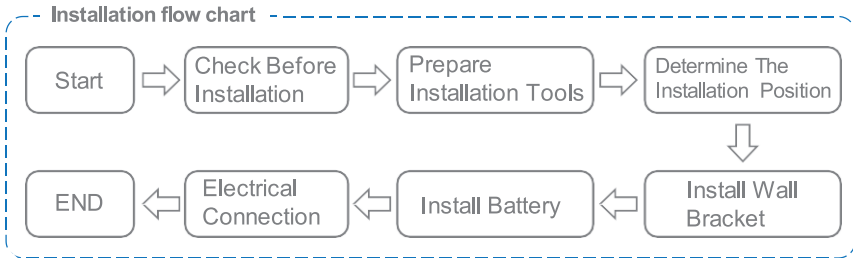 Installation flow chart
Start
Check Before
Installation
Prepare
Installation Tools
Determine The
Installation Position
Install Wall
Bracket
Install Battery
Electrical
Connection
END